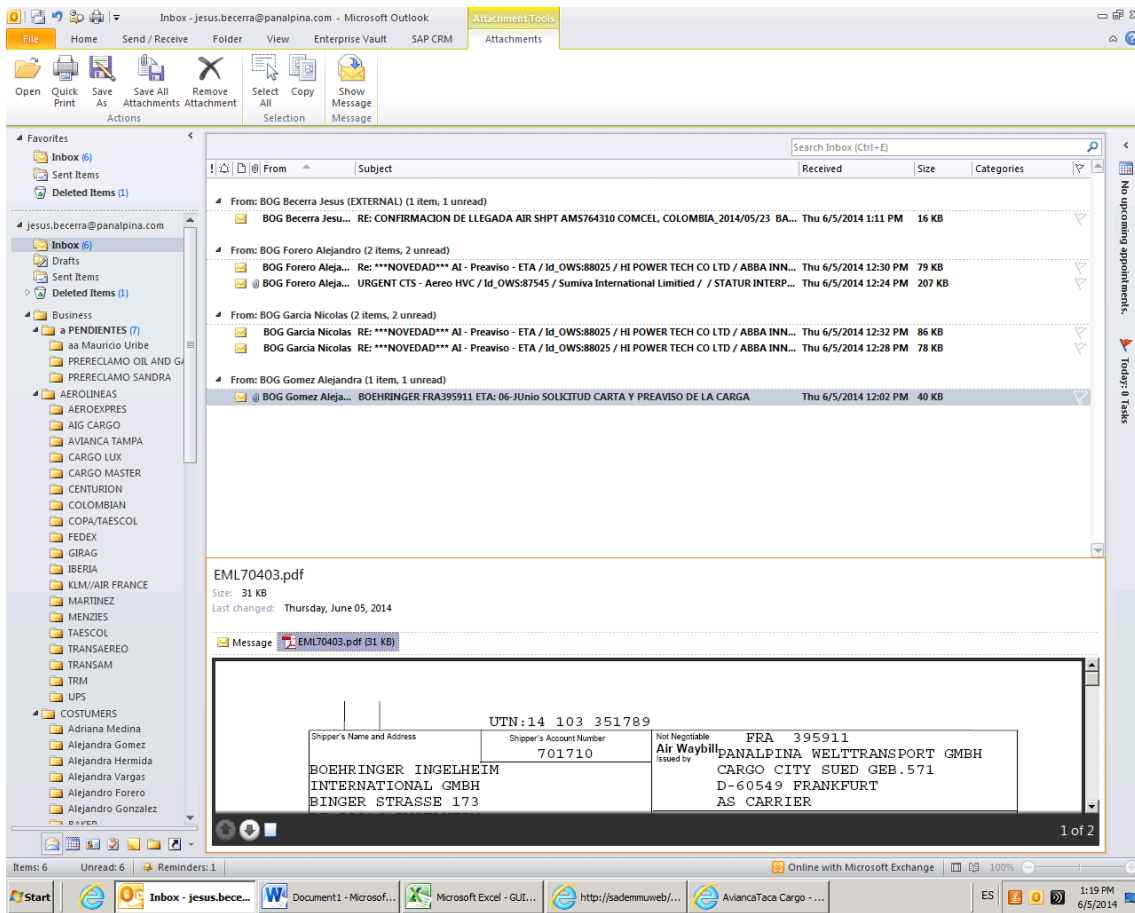 Inbox - jesus.becerra@panalpina.com - Microsoft Outlook
Attachment Tools
File Home Send / Receive Folder View Enterprise Vault SAP CRM Attachments
Open Quick Print Save As Save All Attachments Remove Attachment Select All Copy Show Message
Actions Selection Message
Favorites
Inbox (6)
Sent Items
Deleted Items (1)
jesus.becerra@panalpina.com
Inbox (6)
Drafts
Sent Items
Deleted Items (1)
Business
a PENDIENTES (7)
aa Mauricio Uribe
PRERECLAMO OIL AND GA
PRERECLAMO SANDRA
AEROLINEAS
AEROEXPRES
AIG CARGO
AVIANCA TAMPA
CARGO LUX
CARGO MASTER
CENTURION
COLOMBIAN
COPA/TAESCOL
FEDEX
GIRAG
IBERIA
KLM//AIR FRANCE
MARTINEZ
MENZIES
TAESCOL
TRANSAEREO
TRANSAM
TRM
UPS
COSTUMERS
Adriana Medina
Alejandra Gomez
Alejandra Hermida
Alejandra Vargas
Alejandro Forero
Alejandro Gonzalez
BAKER
Search Inbox (Ctrl+E)
! From Subject Received Size Categories
From: BOG Becerra Jesus (EXTERNAL) (1 item, 1 unread)
BOG Becerra Jesu... RE: CONFIRMACION DE LLEGADA AIR SHPT AMS764310 COMCEL, COLOMBIA_2014/05/23 BA... Thu 6/5/2014 1:11 PM 16 KB
From: BOG Forero Alejandro (2 items, 2 unread)
BOG Forero Aleja... Re: ***NOVEDAD*** AI - Preaviso - ETA / Id_OWS:88025 / HI POWER TECH CO LTD / ABBA INN... Thu 6/5/2014 12:30 PM 79 KB
BOG Forero Aleja... URGENT CTS - Aereo HVC / Id_OWS:87545 / Sumiva International Limitied / / STATUR INTERP... Thu 6/5/2014 12:24 PM 207 KB
From: BOG Garcia Nicolas (2 items, 2 unread)
BOG Garcia Nicolas RE: ***NOVEDAD*** AI - Preaviso - ETA / Id_OWS:88025 / HI POWER TECH CO LTD / ABBA INN... Thu 6/5/2014 12:32 PM 86 KB
BOG Garcia Nicolas RE: ***NOVEDAD*** AI - Preaviso - ETA / Id_OWS:88025 / HI POWER TECH CO LTD / ABBA INN... Thu 6/5/2014 12:28 PM 78 KB
From: BOG Gomez Alejandra (1 item, 1 unread)
BOG Gomez Aleja... BOEHRINGER FRA395911 ETA: 06-JUnio SOLICITUD CARTA Y PREAVISO DE LA CARGA Thu 6/5/2014 12:02 PM 40 KB
No upcoming appointments.
Today: 0 Tasks
EML70403.pdf
Size: 31 KB
Last changed: Thursday, June 05, 2014
Message EML70403.pdf (31 KB)
UTN:14 103 351789
Shipper's Name and Address
Shipper's Account Number
701710
Not Negotiable FRA 395911
Air Waybill PANALPINA WELTTRANSPORT GMBH
Issued by
BOEHRINGER INGELHEIM CARGO CITY SUED GEB.571
INTERNATIONAL GMBH D-60549 FRANKFURT
BINGER STRASSE 173 AS CARRIER
1 of 2
Items: 6 Unread: 6 Reminders: 1 Online with Microsoft Exchange 100%
Start Inbox - jesus.bece... Document1 - Microsof... Microsoft Excel - GUI... http://sademmuweb/... AviancaTaca Cargo - ... ES 1:19 PM
6/5/2014